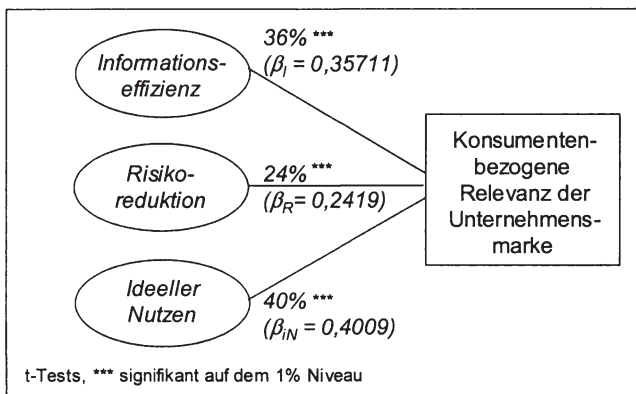 Informations-
effizienz
36% ***
(β_I = 0,35711)
Risiko-
reduktion
24% ***
(β_R= 0,2419)
Ideeller
Nutzen
40% ***
(β_iN = 0,4009)
Konsumenten-
bezogene
Relevanz der
Unternehmens-
marke
t-Tests, *** signifikant auf dem 1% Niveau